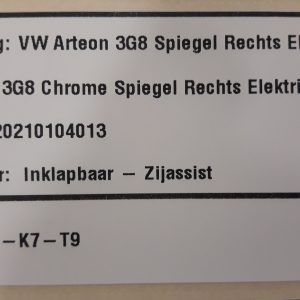 g: VW Arteon 3G8 Spiegel Rechts El
3G8 Chrome Spiegel Rechts Elektri
20210104013
r: Inklapbaar – Zijassist
–K7–T9